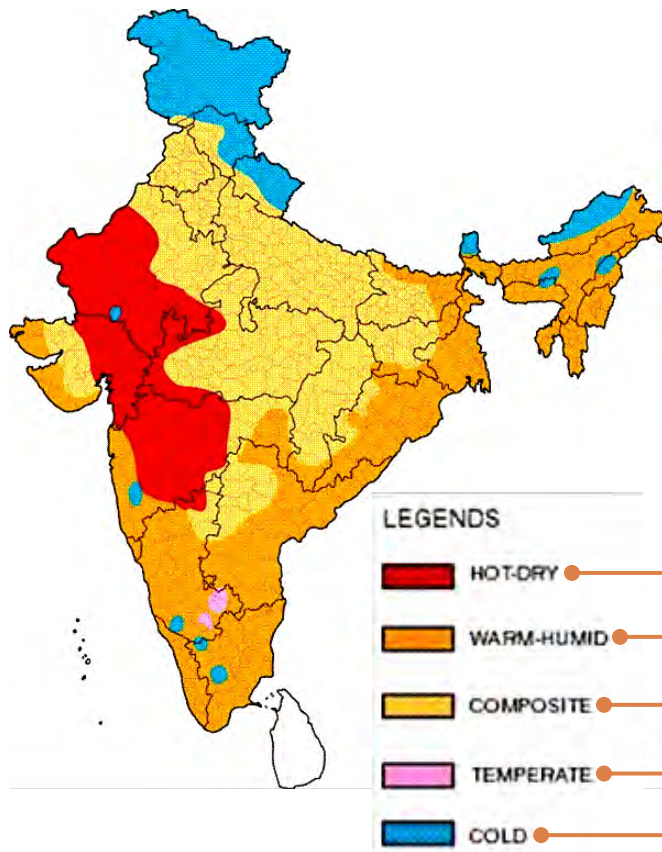 LEGENDS
HOT-DRY
WARM-HUMID
COMPOSITE
TEMPERATE
COLD